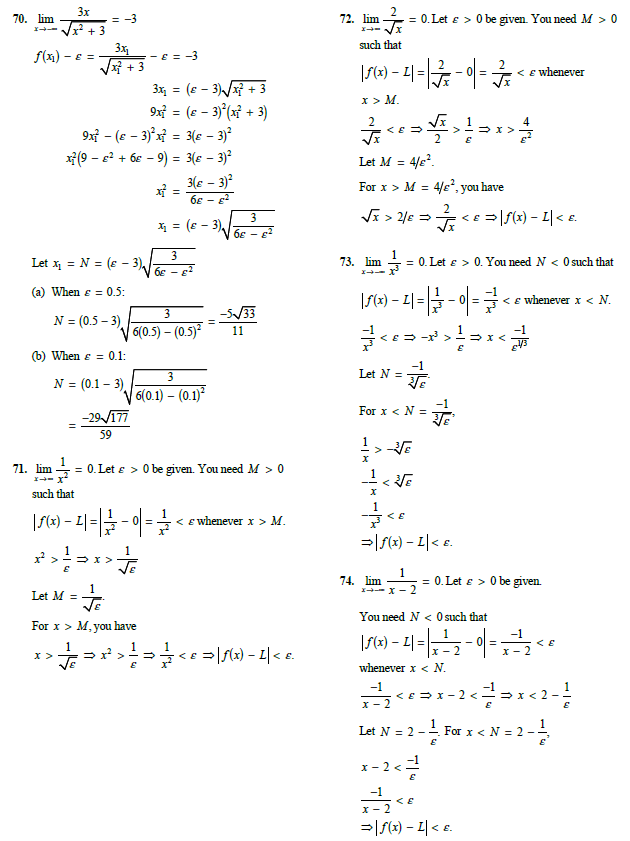 70. lim x→-∞ 3x/√(x² + 3) = −3
f(x₁) − ε = 3x₁/√(x₁² + 3) − ε = −3
3x₁ = (ε − 3)√(x₁² + 3)
9x₁² = (ε − 3)²(x₁² + 3)
9x₁² − (ε − 3)²x₁² = 3(ε − 3)²
x₁²(9 − ε² + 6ε − 9) = 3(ε − 3)²
x₁² = 3(ε − 3)²/(6ε − ε²)
x₁ = (ε − 3)√(3/(6ε − ε²))
Let x₁ = N = (ε − 3)√(3/(6ε − ε²))
(a) When ε = 0.5:
N = (0.5 − 3)√(3/(6(0.5) − (0.5)²)) = −5√33/11
(b) When ε = 0.1:
N = (0.1 − 3)√(3/(6(0.1) − (0.1)²))
= −29√177/59
71. lim x→∞ 1/x² = 0. Let ε > 0 be given. You need M > 0
such that
|f(x) − L| = |1/x² − 0| = 1/x² < ε whenever x > M.
x² > 1/ε ⇒ x > 1/√ε
Let M = 1/√ε.
For x > M, you have
x > 1/√ε ⇒ x² > 1/ε ⇒ 1/x² < ε ⇒ |f(x) − L| < ε.
72. lim x→∞ 2/√x = 0. Let ε > 0 be given. You need M > 0
such that
|f(x) − L| = |2/√x − 0| = 2/√x < ε whenever
x > M.
2/√x < ε ⇒ √x/2 > 1/ε ⇒ x > 4/ε²
Let M = 4/ε².
For x > M = 4/ε², you have
√x > 2/ε ⇒ 2/√x < ε ⇒ |f(x) − L| < ε.
73. lim x→-∞ 1/x³ = 0. Let ε > 0. You need N < 0 such that
|f(x) − L| = |1/x³ − 0| = −1/x³ < ε whenever x < N.
−1/x³ < ε ⇒ −x³ > 1/ε ⇒ x < −1/ε^(1/3)
Let N = −1/∛ε.
For x < N = −1/∛ε,
1/x > −∛ε
−1/x < ∛ε
−1/x³ < ε
⇒ |f(x) − L| < ε.
74. lim x→-∞ 1/(x − 2) = 0. Let ε > 0 be given.
You need N < 0 such that
|f(x) − L| = |1/(x − 2) − 0| = −1/(x − 2) < ε
whenever x < N.
−1/(x − 2) < ε ⇒ x − 2 < −1/ε ⇒ x < 2 − 1/ε
Let N = 2 − 1/ε. For x < N = 2 − 1/ε,
x − 2 < −1/ε
−1/(x − 2) < ε
⇒ |f(x) − L| < ε.